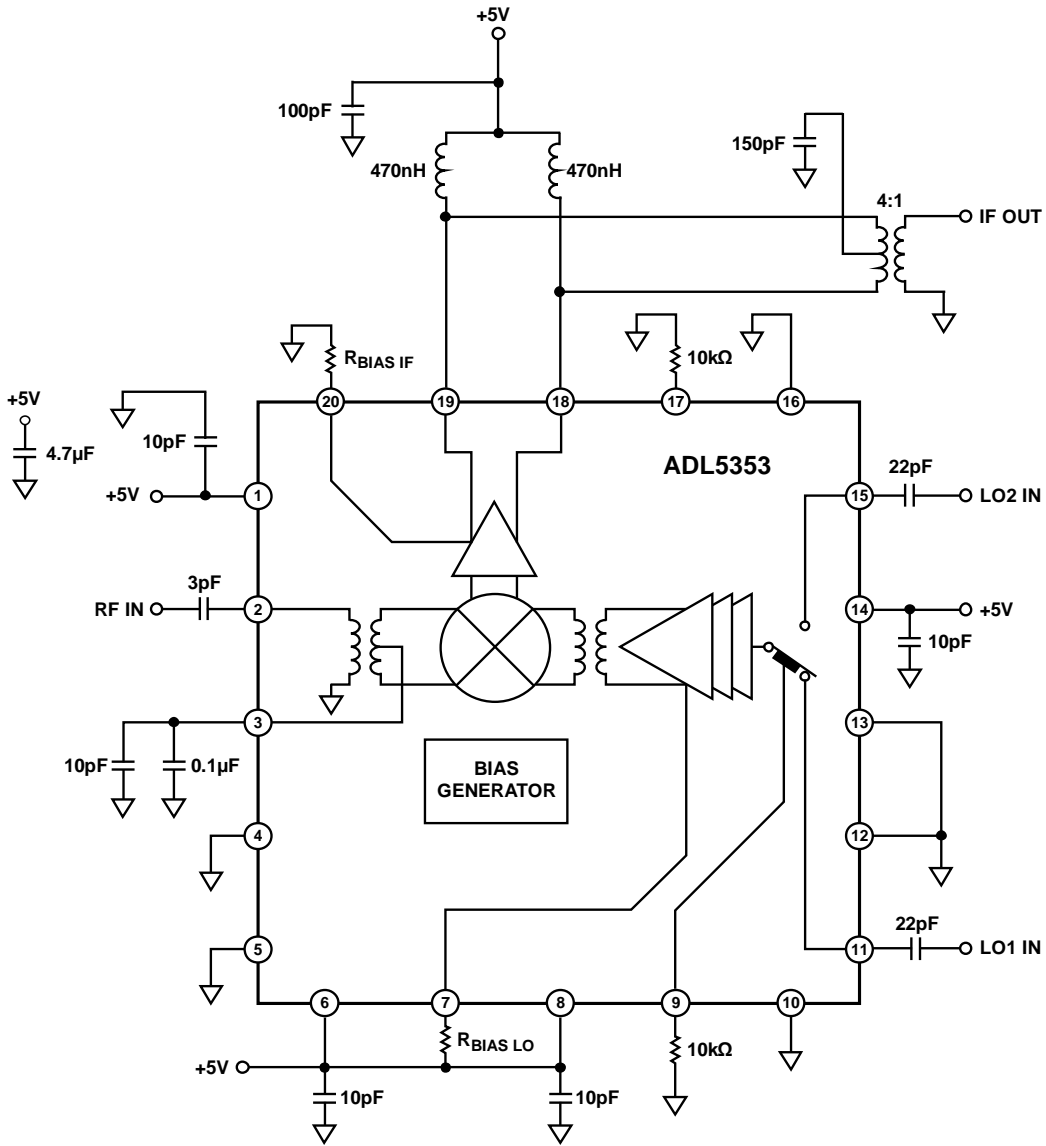 +5V
100pF
470nH
470nH
150pF
4:1
IF OUT
R_BIAS IF
10kΩ
20
19
18
17
16
+5V
4.7µF
10pF
+5V
1
ADL5353
22pF
15
LO2 IN
3pF
RF IN
2
14
+5V
10pF
3
13
10pF
0.1µF
BIAS
GENERATOR
4
12
22pF
5
11
LO1 IN
6
7
8
9
10
R_BIAS LO
10kΩ
+5V
10pF
10pF